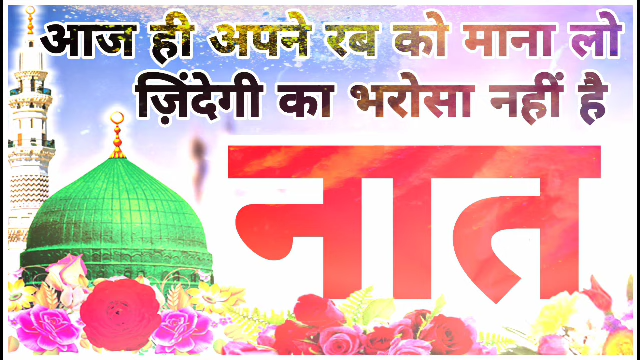 आज ही अपने रब को माना लो
ज़िंदेगी का भरोसा नहीं है
नात